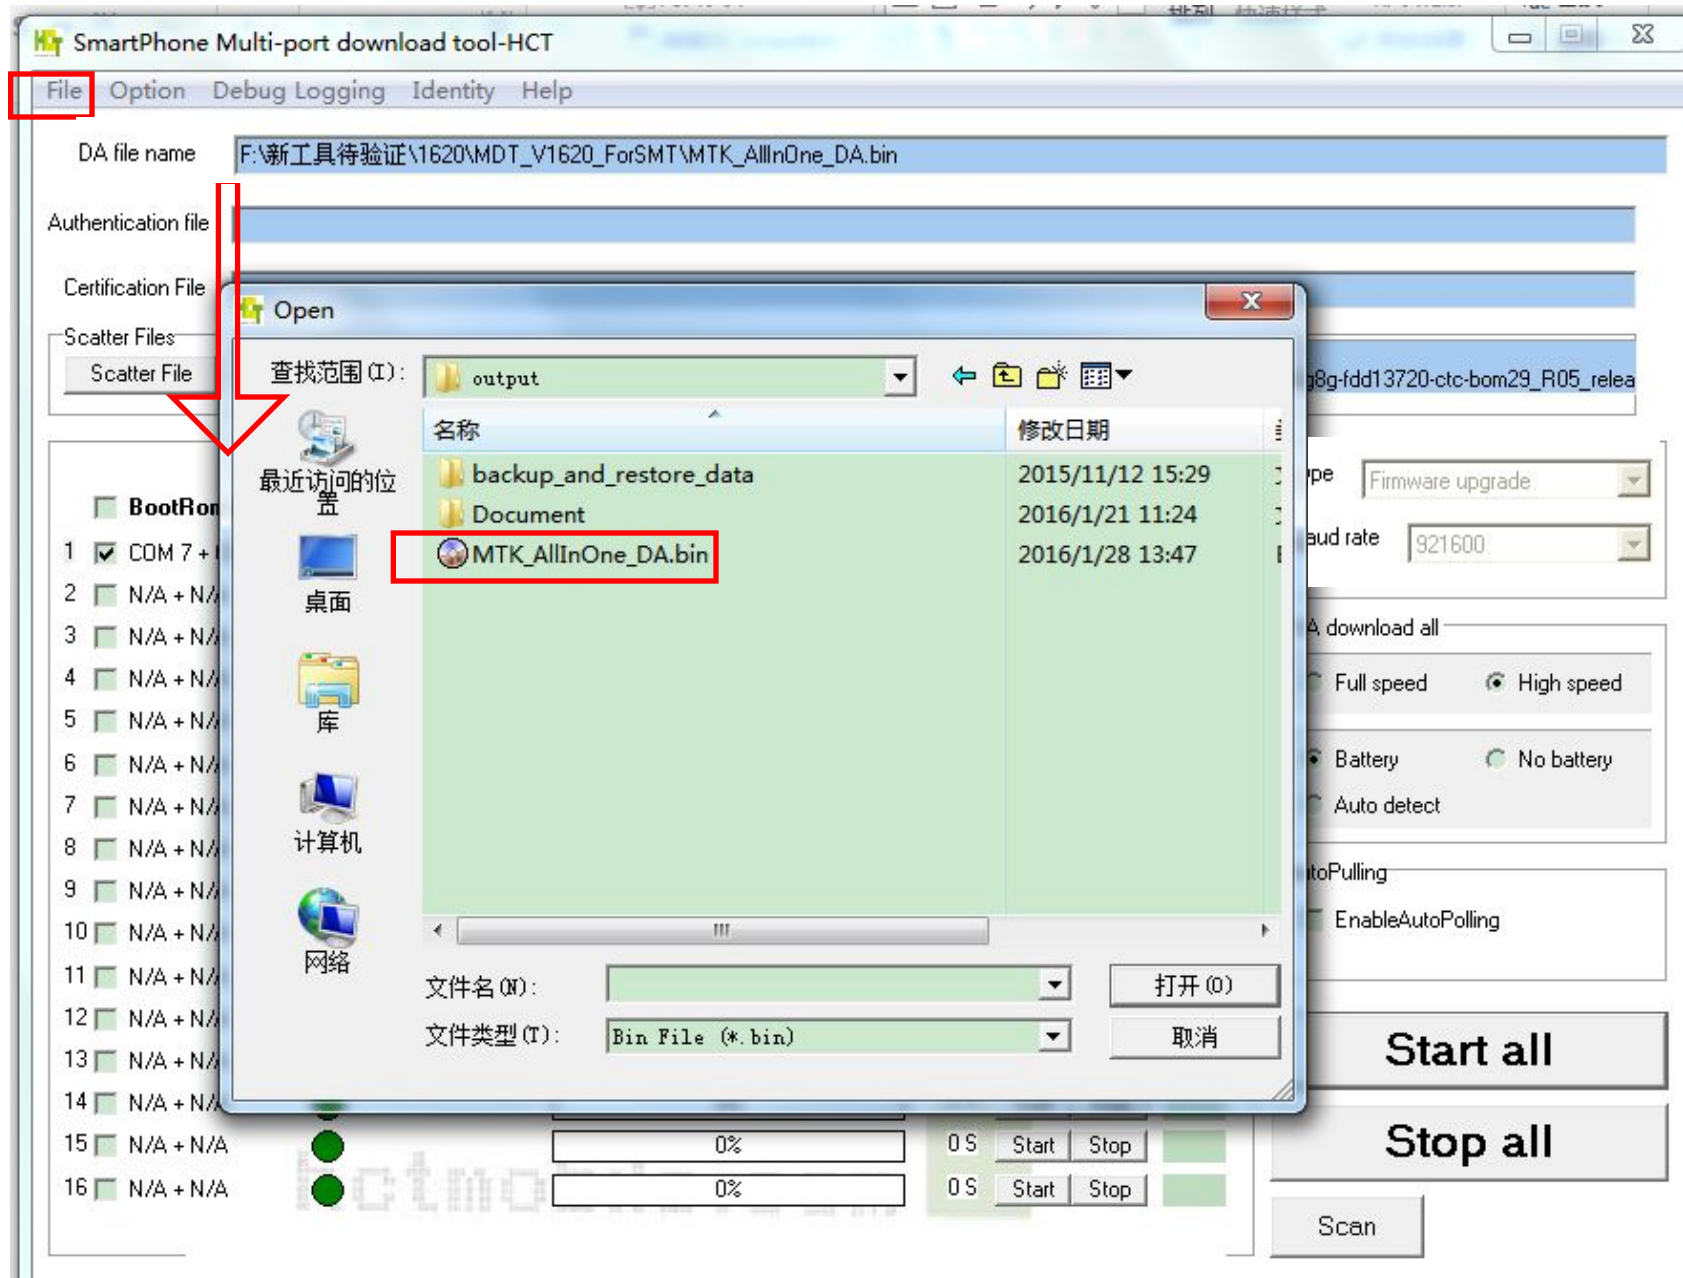 SmartPhone Multi-port download tool-HCT
File Option Debug Logging Identity Help
DA file name F:\新工具待验证\1620\MDT_V1620_ForSMT\MTK_AllInOne_DA.bin
Authentication file
Certification File
Open
Scatter Files
Scatter File
查找范围(I): output
g8g-fdd13720-ctc-bom29_R05_relea
名称 修改日期
最近访问的位置
backup_and_restore_data 2015/11/12 15:29
Document 2016/1/21 11:24
MTK_AllInOne_DA.bin 2016/1/28 13:47
桌面
库
计算机
网络
文件名(N): 打开(O)
文件类型(T): Bin File (*.bin) 取消
Firmware upgrade
aud rate 921600
download all
Full speed High speed
Battery No battery
Auto detect
toPulling
EnableAutoPolling
Start all
Stop all
Scan
BootRom
1 COM 7 +
2 N/A + N/A
3 N/A + N/A
4 N/A + N/A
5 N/A + N/A
6 N/A + N/A
7 N/A + N/A
8 N/A + N/A
9 N/A + N/A
10 N/A + N/A
11 N/A + N/A
12 N/A + N/A
13 N/A + N/A
14 N/A + N/A
15 N/A + N/A 0% 0 S Start Stop
16 N/A + N/A 0% 0 S Start Stop